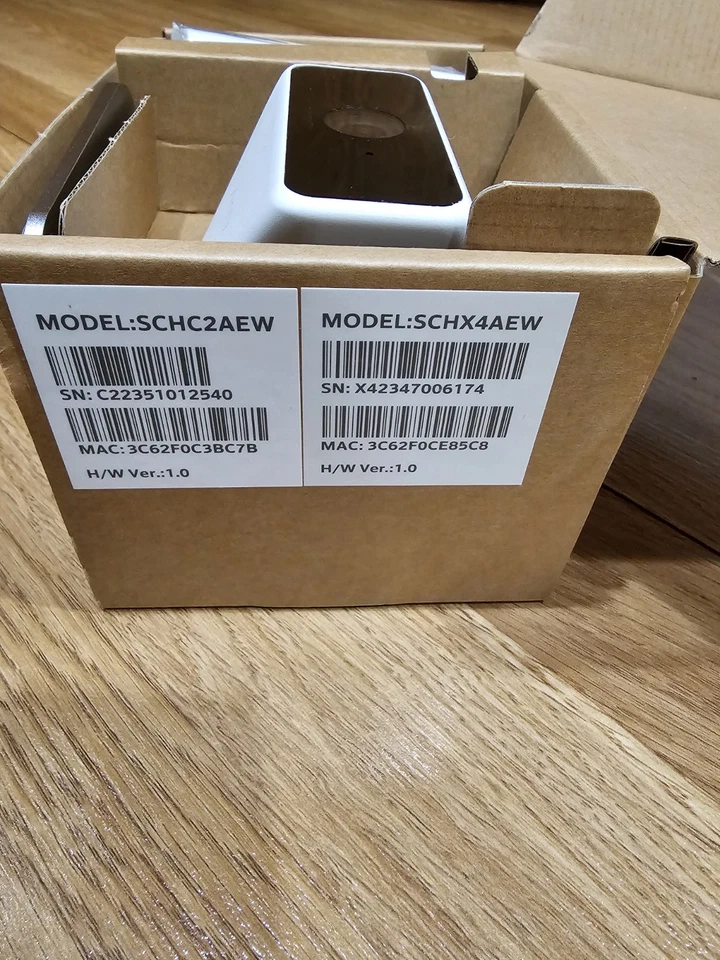 MODEL:SCHC2AEW
SN: C22351012540
MAC: 3C62F0C3BC7B
H/W Ver.:1.0
MODEL:SCHX4AEW
SN: X42347006174
MAC: 3C62F0CE85C8
H/W Ver.:1.0